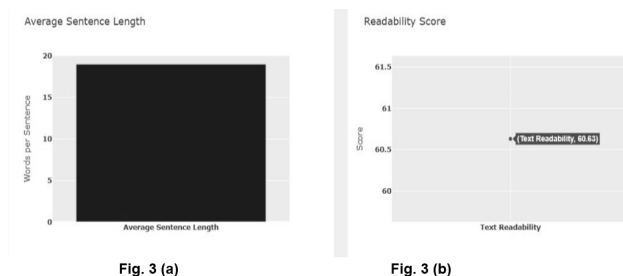 Average Sentence Length
Words per Sentence
20
15
10
5
0
Average Sentence Length
Fig. 3 (a)
Readability Score
Score
61.5
61
60.5
60
(Text Readability, 60.63)
Text Readability
Fig. 3 (b)